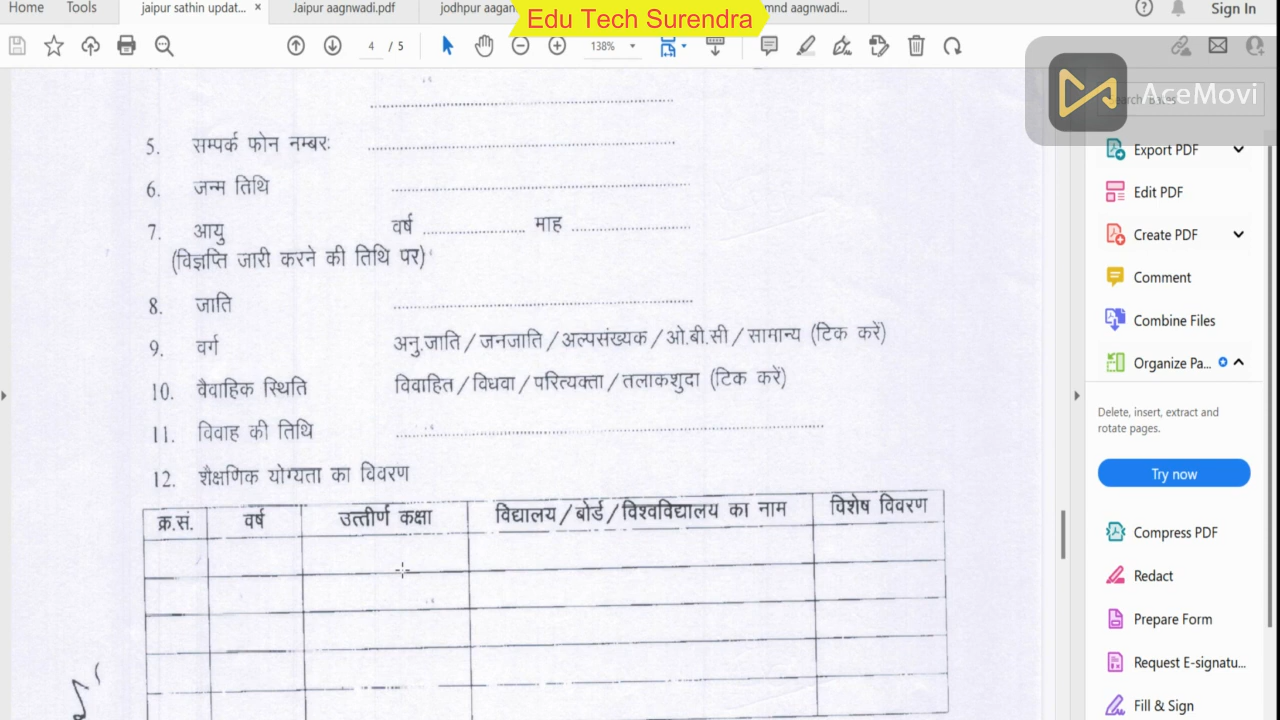 Home Tools jaipur sathin updat... × Jaipur aagnwadi.pdf jodhpur aagan mnd aagnwadi... Sign In
Edu Tech Surendra
4 / 5 138%
AceMovi
5. सम्पर्क फोन नम्बरः ........................
6. जन्म तिथि ........................
7. आयु वर्ष ............ माह ............
(विज्ञप्ति जारी करने की तिथि पर)
8. जाति ........................
9. वर्ग अनु.जाति / जनजाति / अल्पसंख्यक / ओ.बी.सी / सामान्य (टिक करें)
10. वैवाहिक स्थिति विवाहित / विधवा / परित्यक्ता / तलाकशुदा (टिक करें)
11. विवाह की तिथि ........................
12. शैक्षणिक योग्यता का विवरण
क्र.सं. वर्ष उत्तीर्ण कक्षा विद्यालय / बोर्ड / विश्वविद्यालय का नाम विशेष विवरण
Export PDF
Edit PDF
Create PDF
Comment
Combine Files
Organize Pa...
Delete, insert, extract and
rotate pages.
Try now
Compress PDF
Redact
Prepare Form
Request E-signatu...
Fill & Sign